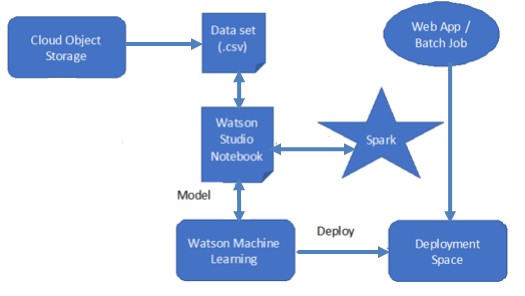 Cloud Object
Storage
Data set
(.csv)
Web App /
Batch Job
Watson
Studio
Notebook
Spark
Model
Watson Machine
Learning
Deploy
Deployment
Space